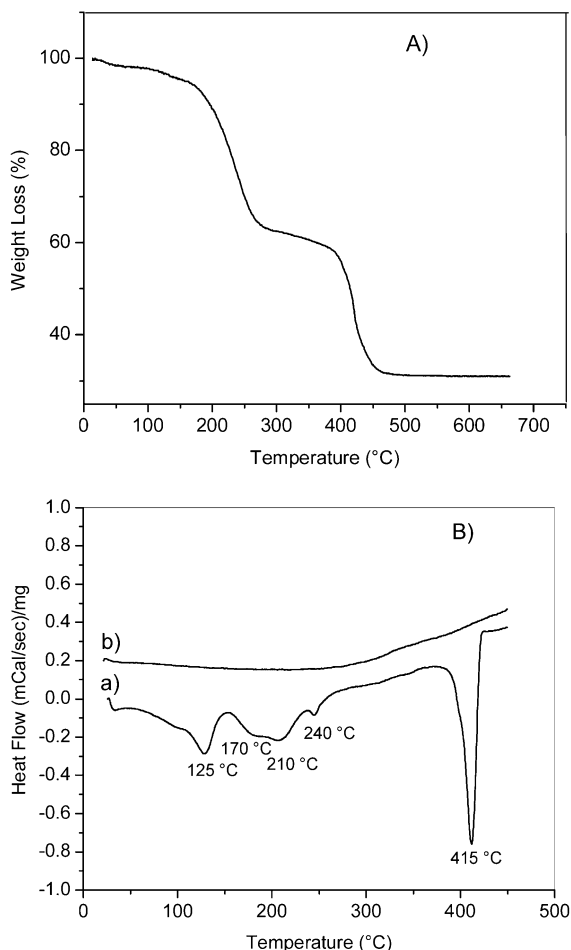 A)
100
80
60
40
Weight Loss (%)
0 100 200 300 400 500 600 700
Temperature (°C)
B)
1.0
0.8
0.6
0.4
0.2
0.0
-0.2
-0.4
-0.6
-0.8
-1.0
Heat Flow (mCal/sec)/mg
b)
a)
125 °C
170 °C
210 °C
240 °C
415 °C
0 100 200 300 400 500
Temperature (°C)